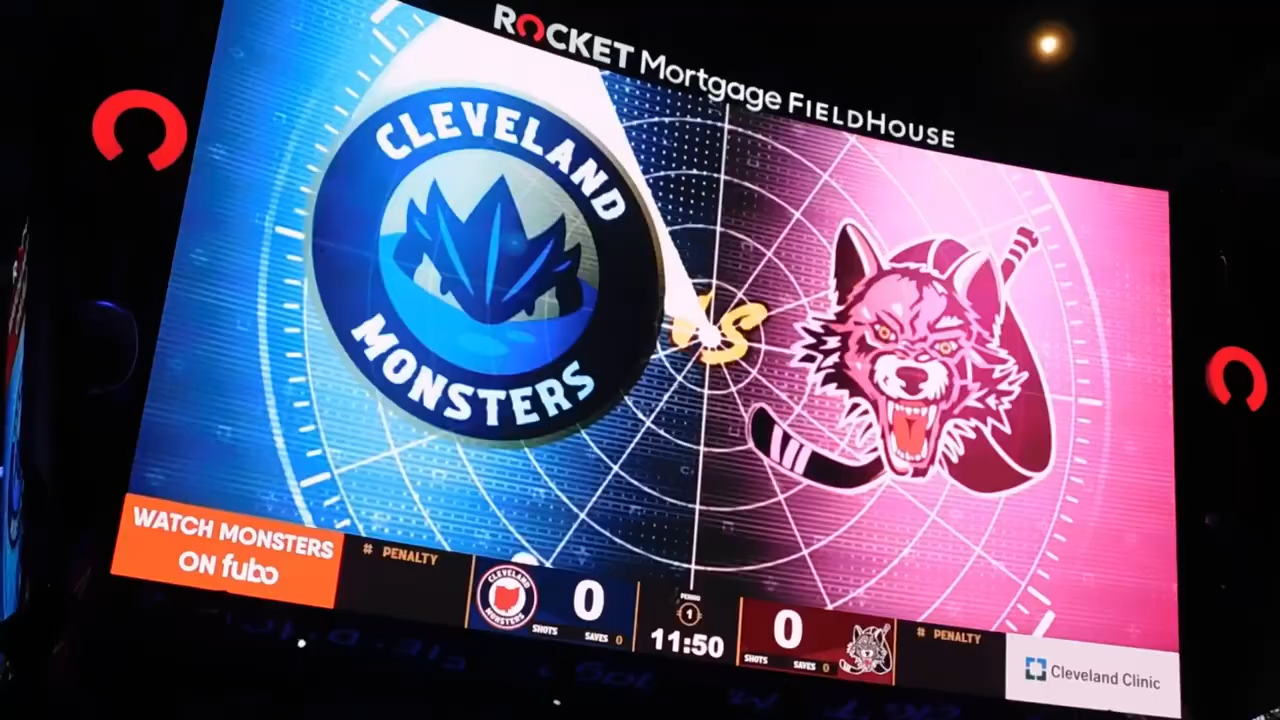 ROCKET Mortgage FIELDHOUSE
CLEVELAND
MONSTERS
VS
WATCH MONSTERS
ON fubo
# PENALTY
CLEVELAND
MONSTERS
0
SHOTS
SAVES 0
PERIOD
1
11:50
0
SHOTS
SAVES 0
# PENALTY
Cleveland Clinic